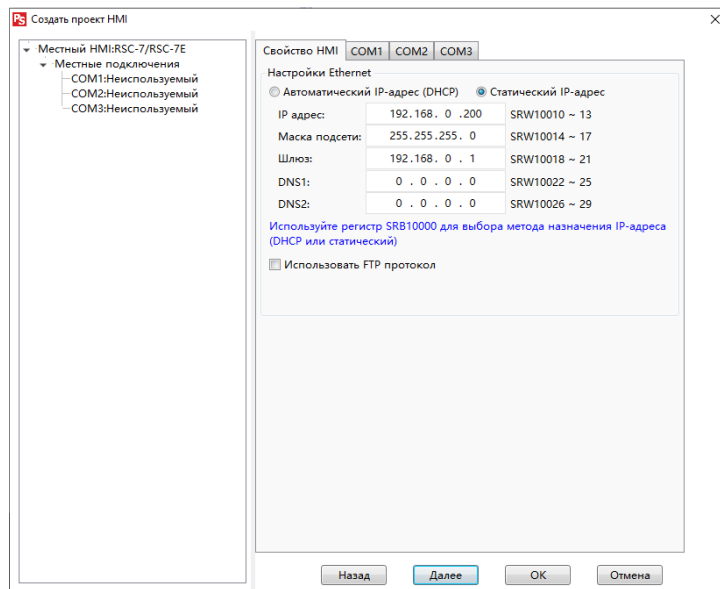 PS Создать проект HMI
Местный HMI:RSC-7/RSC-7E
Местные подключения
COM1:Неиспользуемый
COM2:Неиспользуемый
COM3:Неиспользуемый
Свойство HMI COM1 COM2 COM3
Настройки Ethernet
Автоматический IP-адрес (DHCP) Статический IP-адрес
IP адрес: 192.168. 0 .200 SRW10010 ~ 13
Маска подсети: 255.255.255. 0 SRW10014 ~ 17
Шлюз: 192.168. 0 . 1 SRW10018 ~ 21
DNS1: 0 . 0 . 0 . 0 SRW10022 ~ 25
DNS2: 0 . 0 . 0 . 0 SRW10026 ~ 29
Используйте регистр SRB10000 для выбора метода назначения IP-адреса
(DHCP или статический)
Использовать FTP протокол
Назад Далее OK Отмена